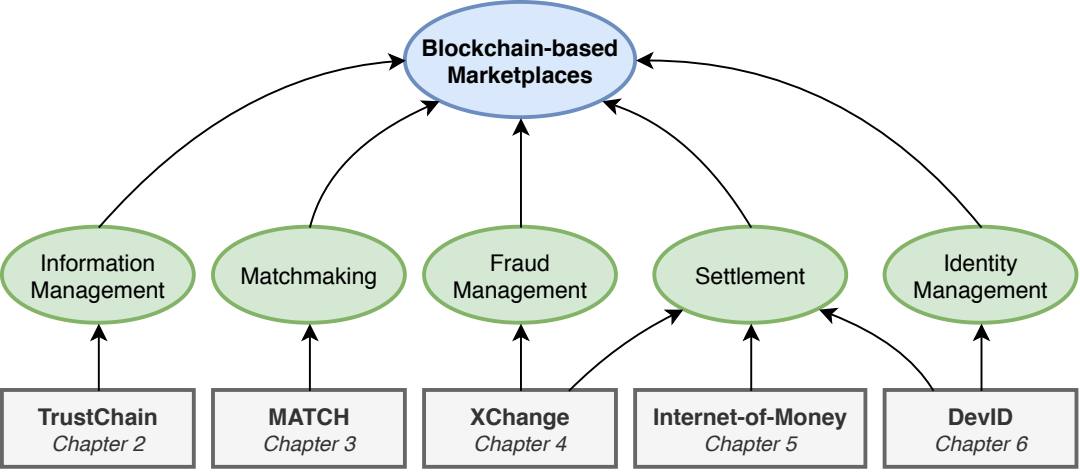 Blockchain-based
Marketplaces
Information
Management
Matchmaking
Fraud
Management
Settlement
Identity
Management
TrustChain
Chapter 2
MATCH
Chapter 3
XChange
Chapter 4
Internet-of-Money
Chapter 5
DevID
Chapter 6